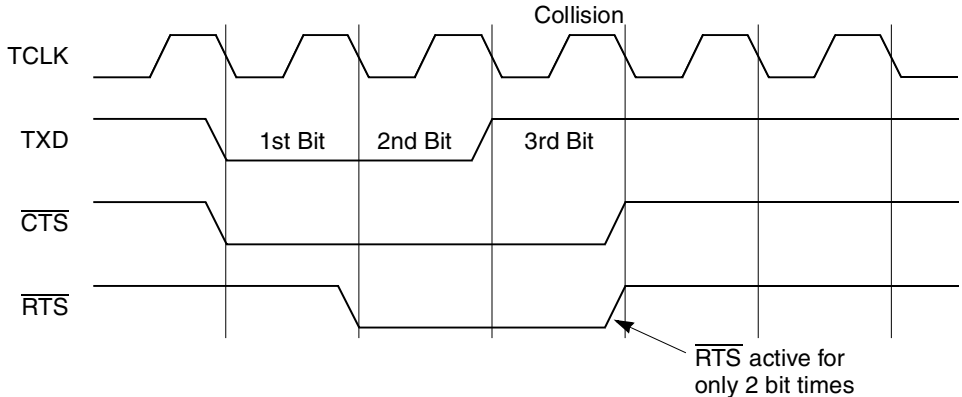 Collision
TCLK
TXD
1st Bit
2nd Bit
3rd Bit
CTS
RTS
RTS active for
only 2 bit times